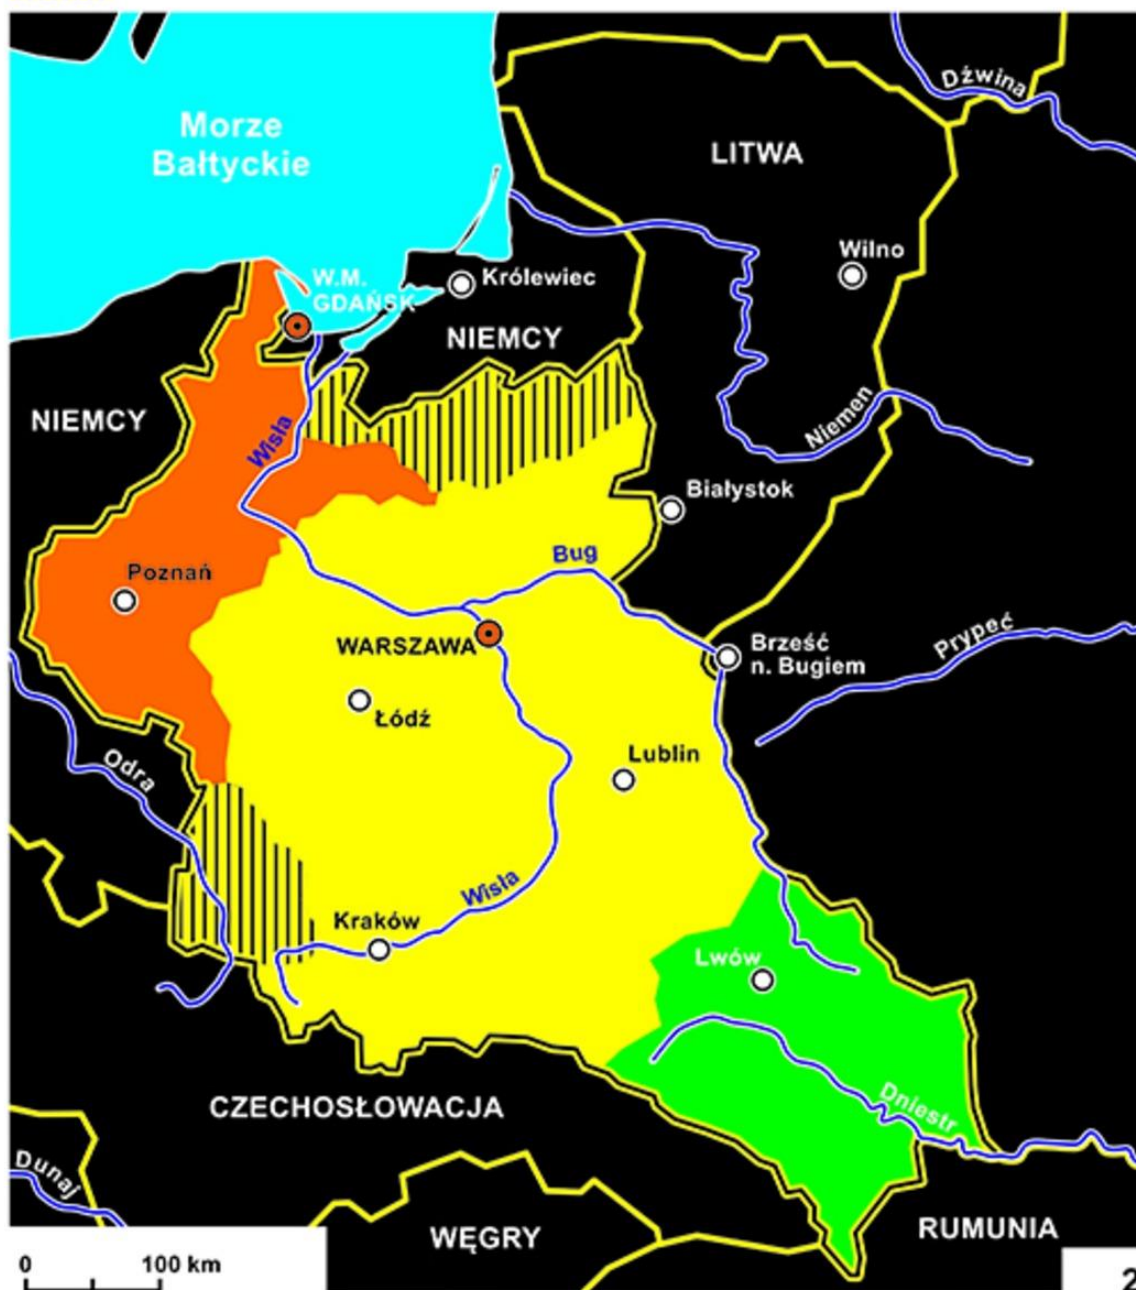 Dźwina
Morze
Bałtyckie
LITWA
Wilno
W.M.
GDAŃSK
Królewiec
NIEMCY
NIEMCY
Wisła
Niemen
Białystok
Bug
Poznań
WARSZAWA
Brześć
n. Bugiem
Prypeć
Łódź
Lublin
Odra
Wisła
Kraków
Lwów
Dniestr
CZECHOSŁOWACJA
Dunaj
WĘGRY
RUMUNIA
0 100 km
2